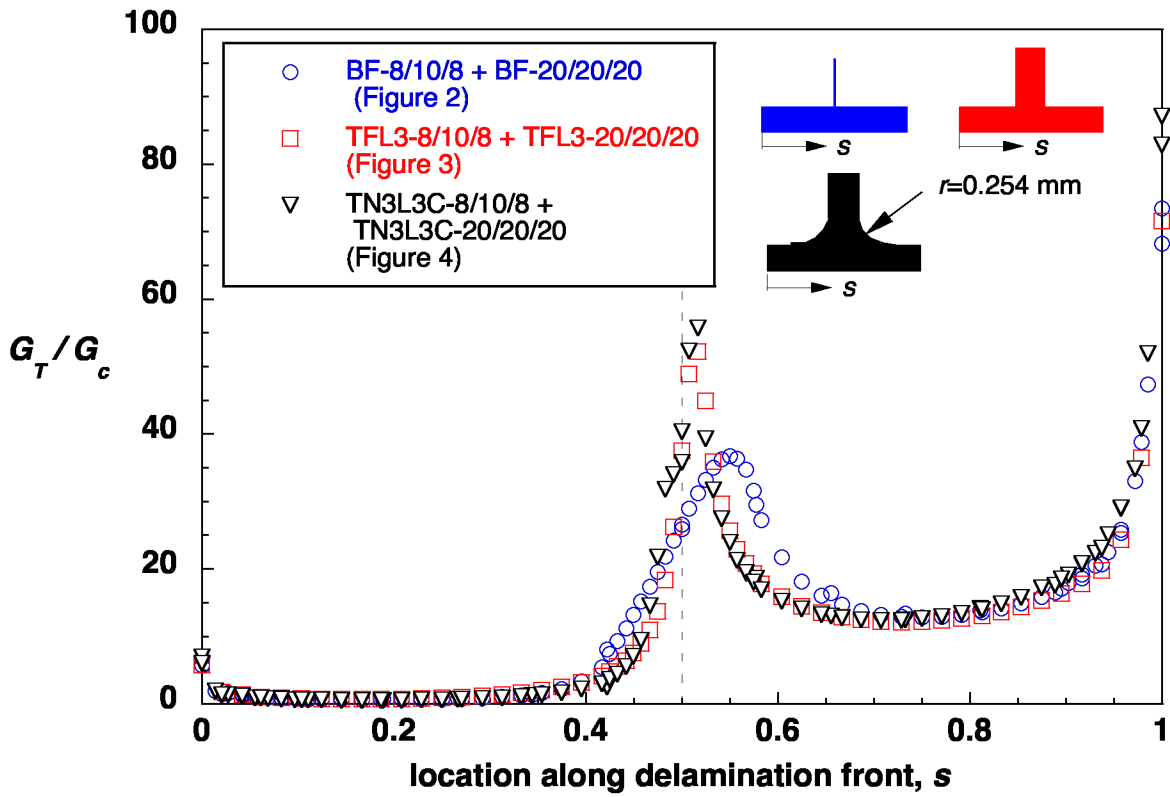 100
80
60
40
20
0
G_T / G_c
BF-8/10/8 + BF-20/20/20
(Figure 2)
TFL3-8/10/8 + TFL3-20/20/20
(Figure 3)
TN3L3C-8/10/8 +
TN3L3C-20/20/20
(Figure 4)
s
s
r=0.254 mm
s
0
0.2
0.4
0.6
0.8
1
location along delamination front, s